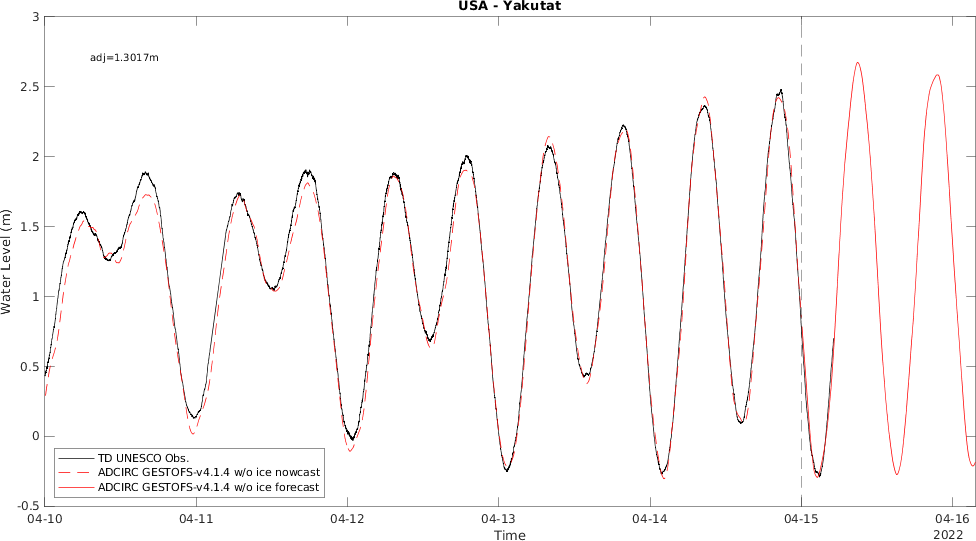 USA - Yakutat
adj=1.3017m
Water Level (m)
3
2.5
2
1.5
1
0.5
0
-0.5
TD UNESCO Obs.
ADCIRC GESTOFS-v4.1.4 w/o ice nowcast
ADCIRC GESTOFS-v4.1.4 w/o ice forecast
04-10 04-11 04-12 04-13 04-14 04-15 04-16
Time
2022